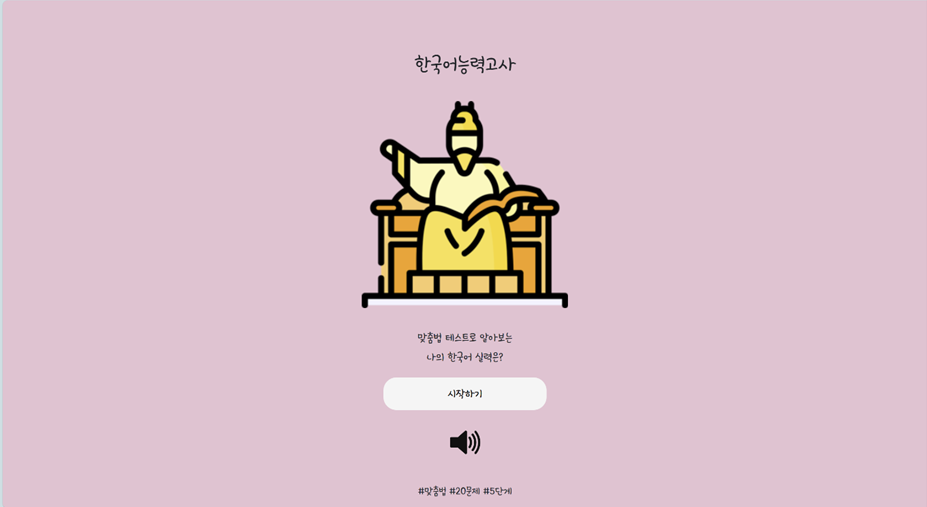 한국어능력고사
맞춤법 테스트로 알아보는
나의 한국어 실력은?
시작하기
#맞춤법 #20문제 #5단계